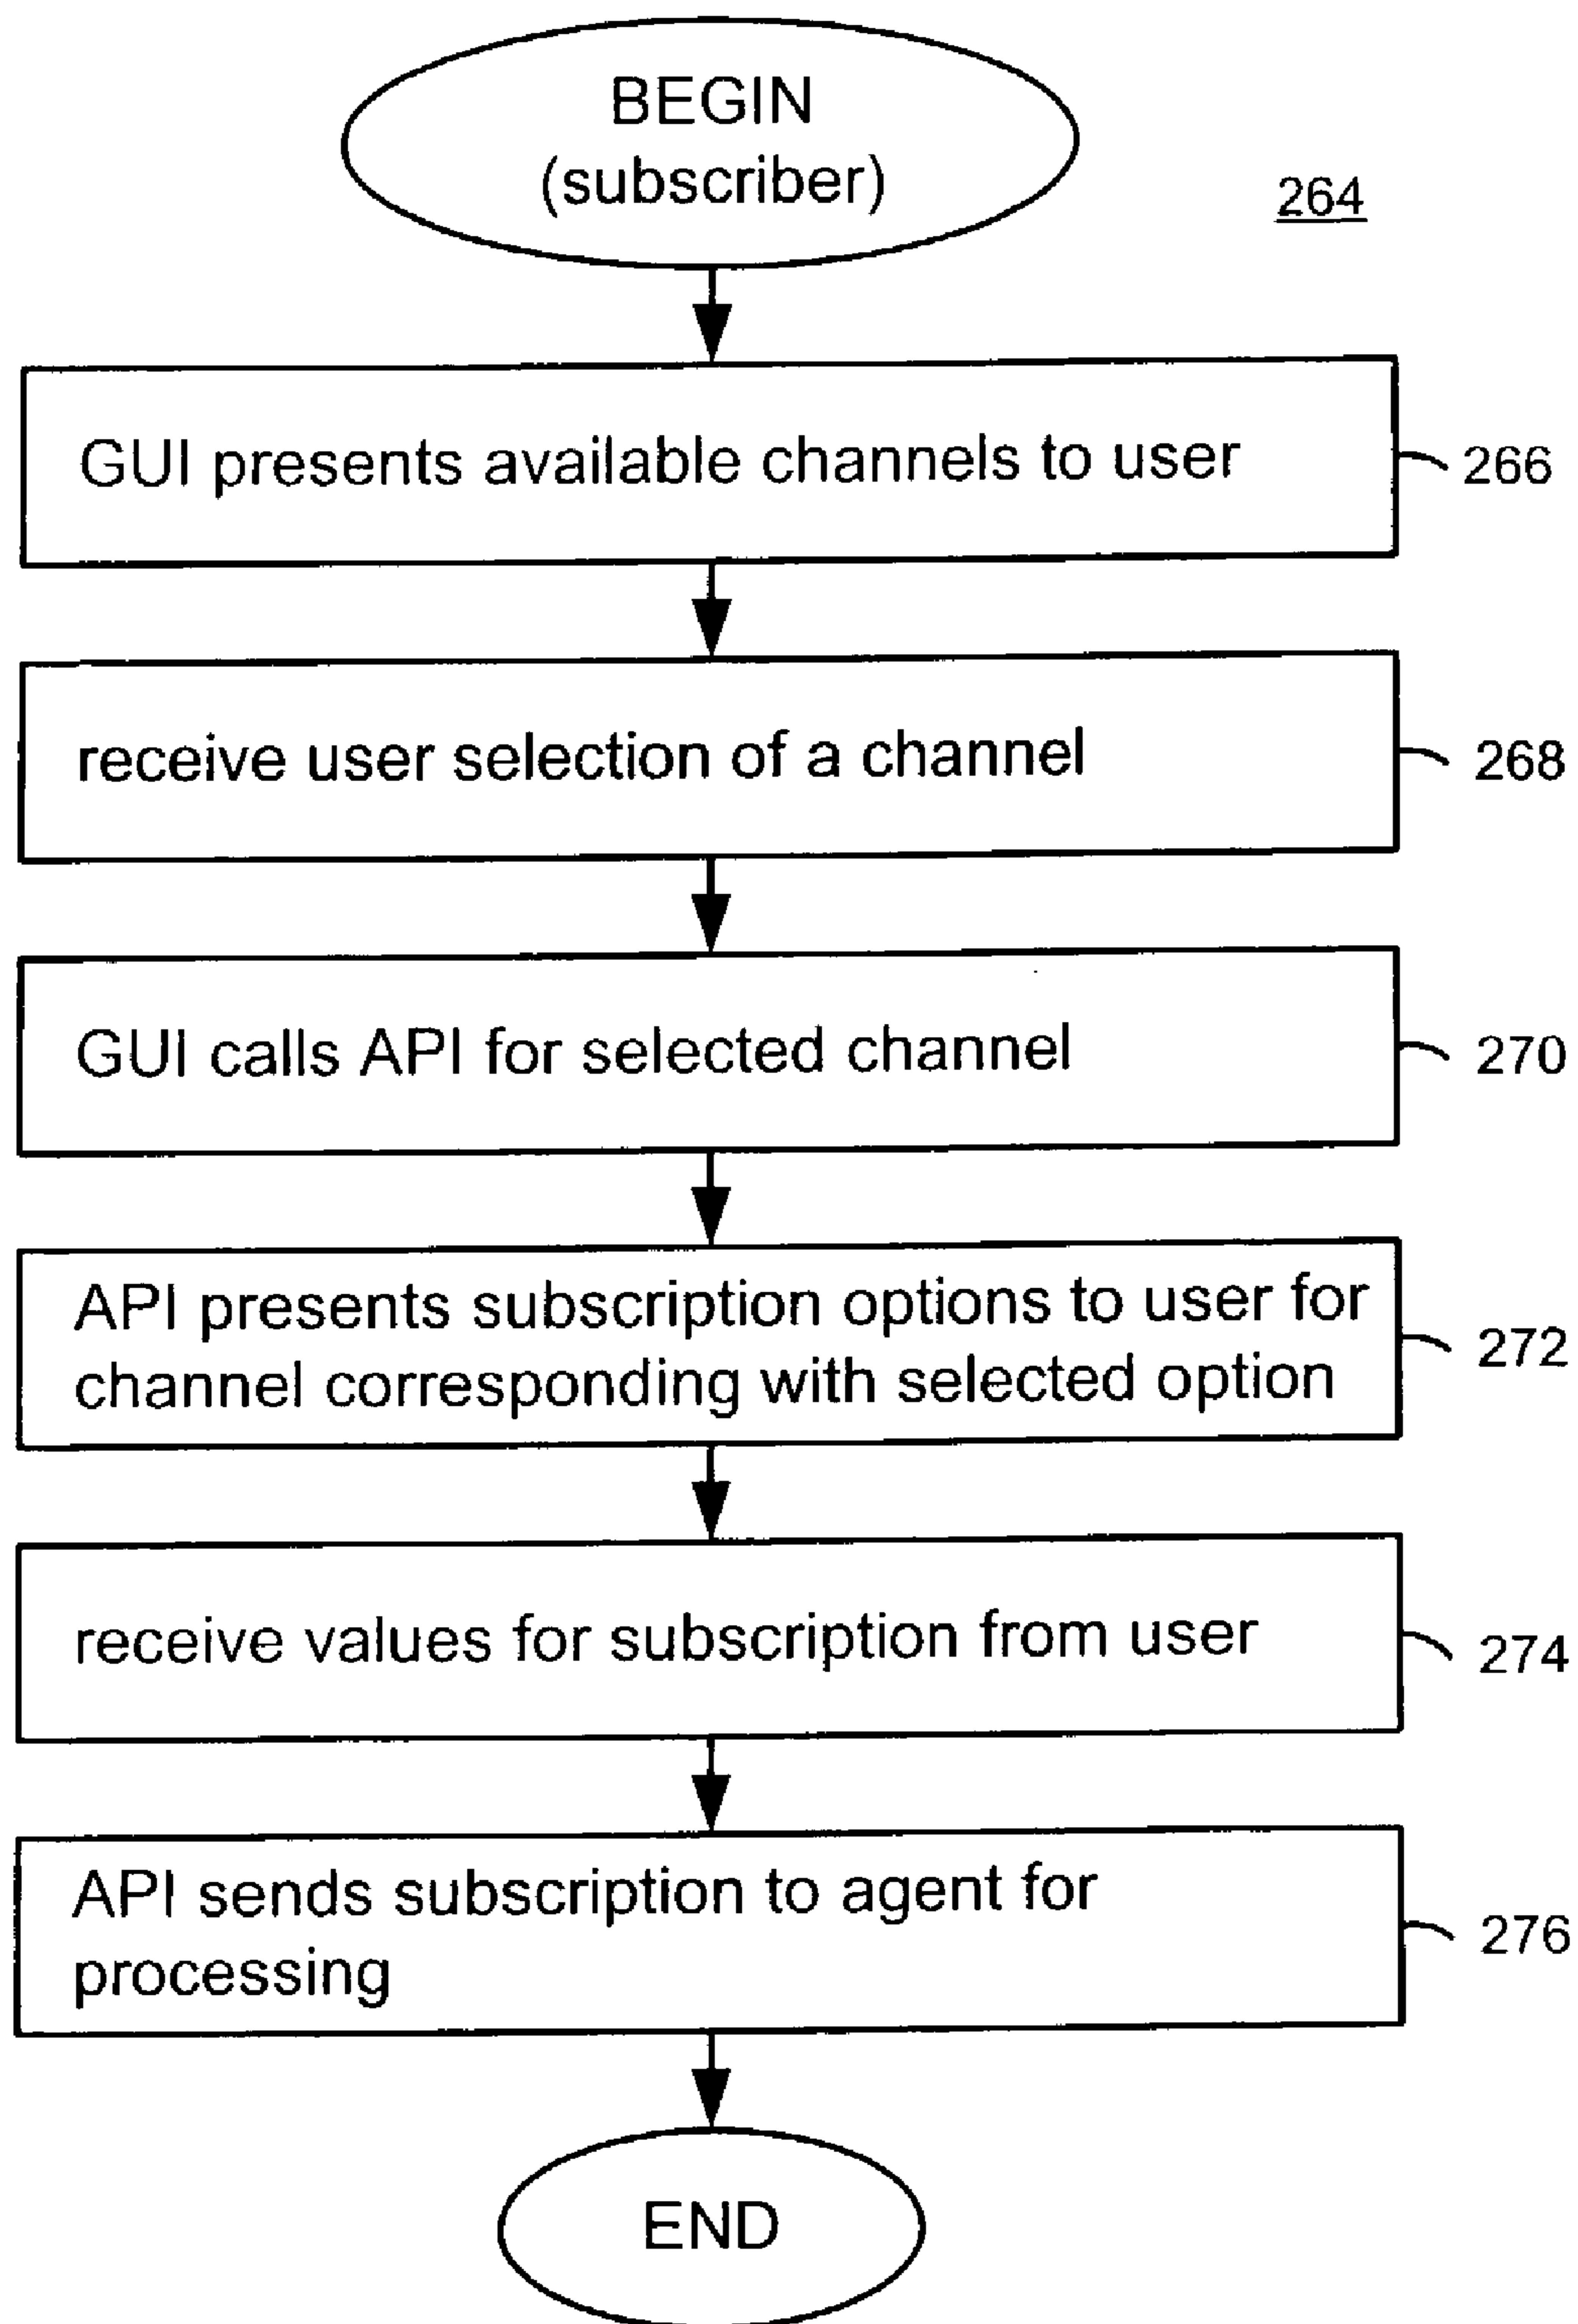 BEGIN
(subscriber)
264
GUI presents available channels to user
266
receive user selection of a channel
268
GUI calls API for selected channel
270
API presents subscription options to user for
channel corresponding with selected option
272
receive values for subscription from user
274
API sends subscription to agent for
processing
276
END